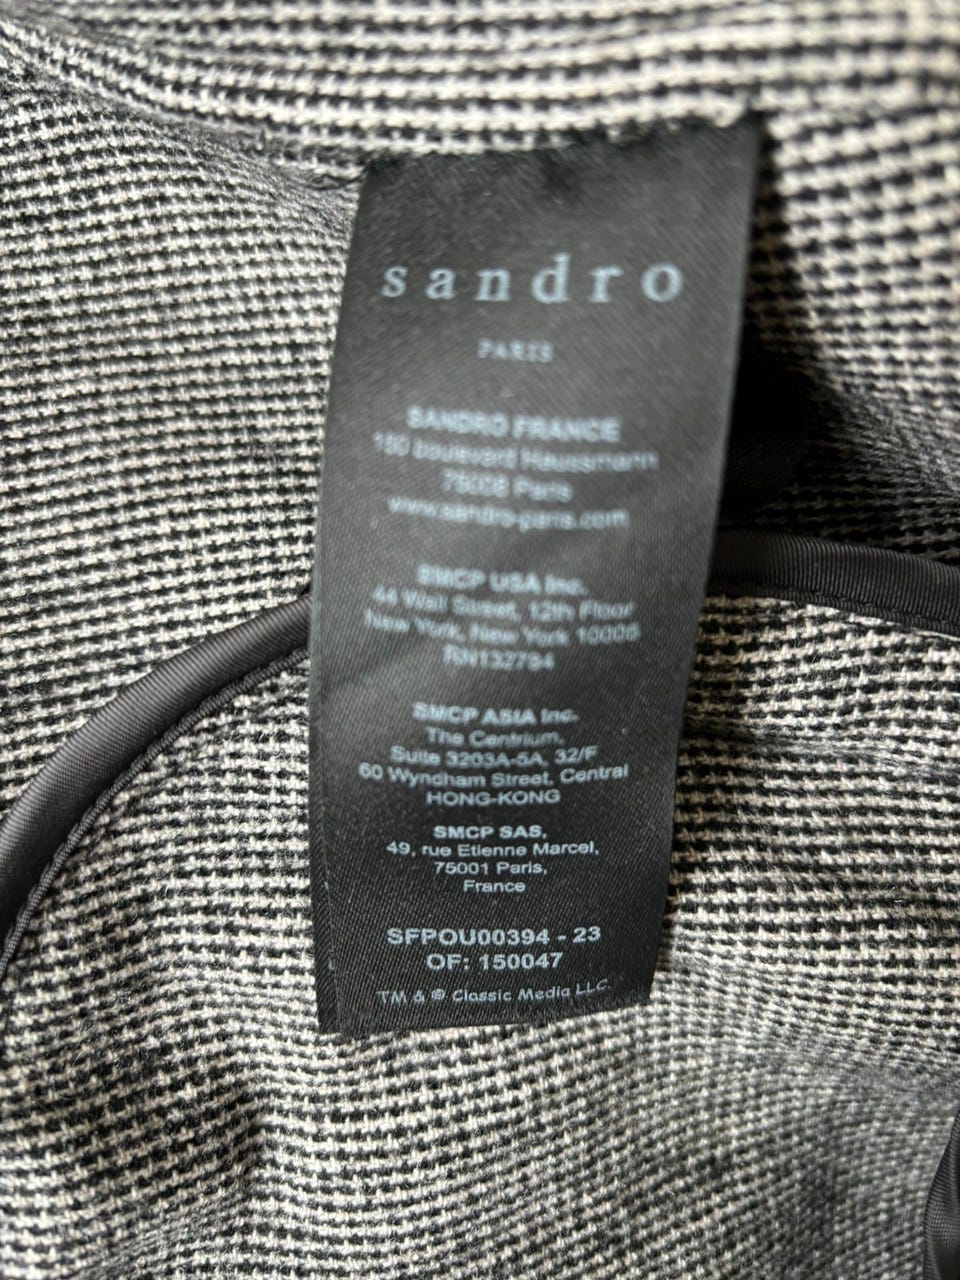 sandro
PARIS
SANDRO FRANCE
150 boulevard Haussmann
75008 Paris
www.sandro-paris.com
SMCP USA Inc.
44 Wall Street, 12th Floor
New York, New York 10005
RN132794
SMCP ASIA Inc.
The Centrium,
Suite 3203A-5A, 32/F
60 Wyndham Street, Central
HONG-KONG
SMCP SAS,
49, rue Etienne Marcel,
75001 Paris,
France
SFPOU00394 - 23
OF: 150047
TM & © Classic Media LLC